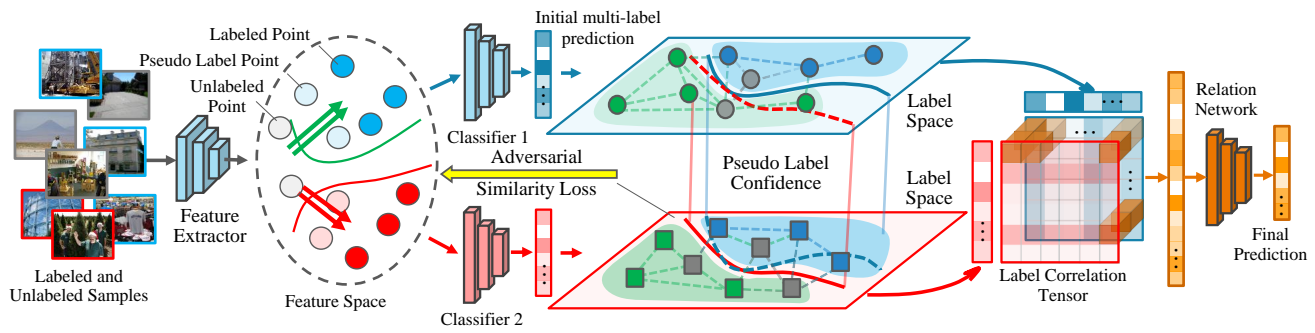 Labeled Point
Pseudo Label Point
Unlabeled
Point
Initial multi-label
prediction
Classifier 1
Feature
Extractor
Labeled and
Unlabeled Samples
Feature Space
Adversarial
Similarity Loss
Classifier 2
Label
Space
Pseudo Label
Confidence
Label
Space
Label Correlation
Tensor
Relation
Network
Final
Prediction